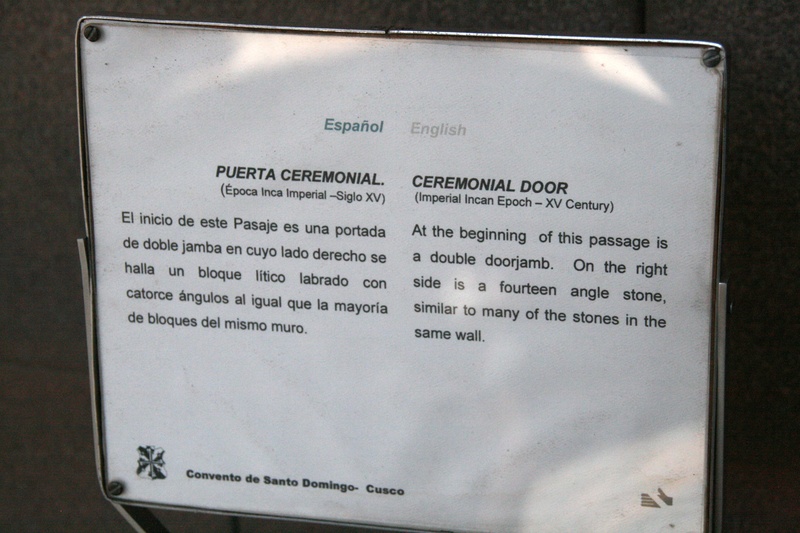 Español English
PUERTA CEREMONIAL.
(Época Inca Imperial –Siglo XV)
El inicio de este Pasaje es una portada
de doble jamba en cuyo lado derecho se
halla un bloque lítico labrado con
catorce ángulos al igual que la mayoría
de bloques del mismo muro.
CEREMONIAL DOOR
(Imperial Incan Epoch – XV Century)
At the beginning of this passage is
a double doorjamb. On the right
side is a fourteen angle stone,
similar to many of the stones in the
same wall.
Convento de Santo Domingo- Cusco